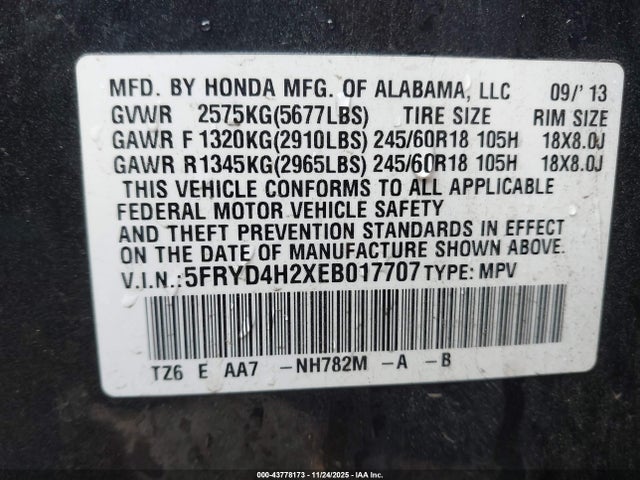 MFD. BY HONDA MFG. OF ALABAMA, LLC 09/'13
GVWR 2575KG(5677LBS) TIRE SIZE RIM SIZE
GAWR F 1320KG(2910LBS) 245/60R18 105H 18X8.0J
GAWR R 1345KG(2965LBS) 245/60R18 105H 18X8.0J
THIS VEHICLE CONFORMS TO ALL APPLICABLE
FEDERAL MOTOR VEHICLE SAFETY
AND THEFT PREVENTION STANDARDS IN EFFECT
ON THE DATE OF MANUFACTURE SHOWN ABOVE.
V.I.N.: 5FRYD4H2XEB017707 TYPE: MPV
TZ6 E AA7 -NH782M -A -B
000-43778173 - 11/24/2025 - IAA Inc.